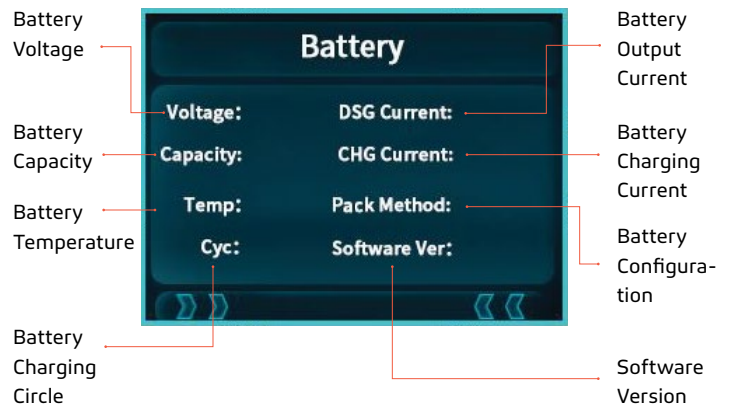 Battery
Voltage
Battery
Capacity
Battery
Temperature
Battery
Charging
Circle
Battery
Voltage:
DSG Current:
Capacity:
CHG Current:
Temp:
Pack Method:
Cyc:
Software Ver:
Battery
Output
Current
Battery
Charging
Current
Battery
Configura-
tion
Software
Version